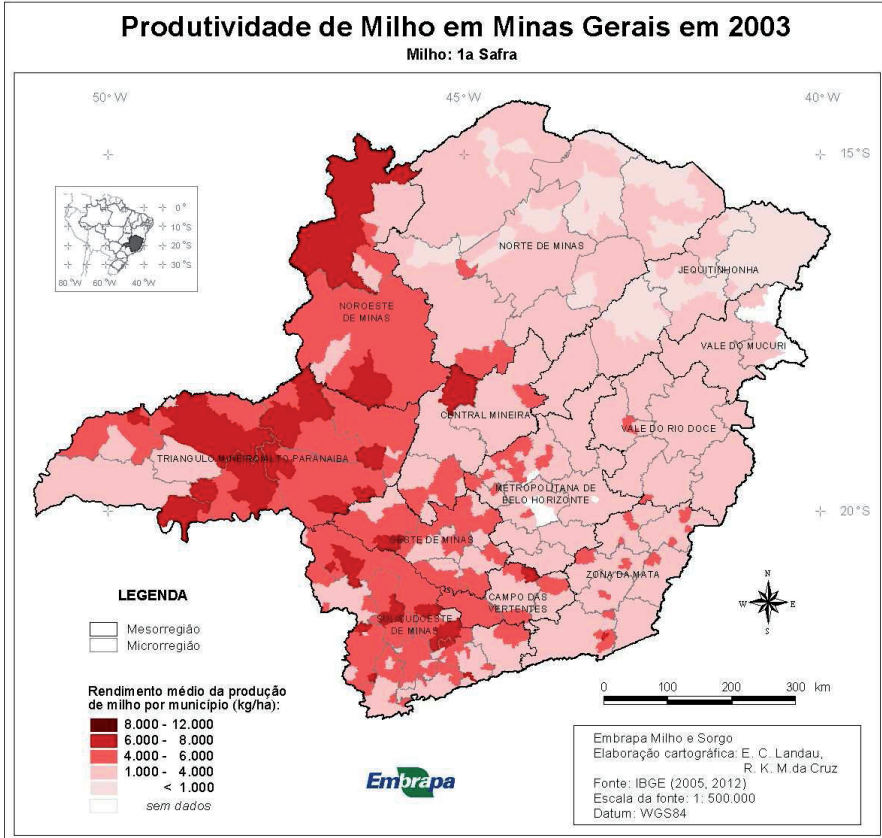 Produtividade de Milho em Minas Gerais em 2003
Milho: 1a Safra
50° W
45° W
40° W
15°S
0°
10°S
20°S
30°S
80°W
60°W
40°W
NORTE DE MINAS
JEQUITINHONHA
NOROESTE
DE MINAS
VALE DO MUCURI
CENTRAL MINEIRA
VALE DO RIO DOCE
TRIANGULO MINEIRO/ALTO PARANAIBA
METROPOLITANA DE
BELO HORIZONTE
20°S
OESTE DE MINAS
ZONA DA MATA
CAMPO DAS
VERTENTES
SUL/SUDOESTE
DE MINAS
N
W
E
S
LEGENDA
Mesorregião
Microrregião
Rendimento médio da produção
de milho por município (kg/ha):
8.000 - 12.000
6.000 - 8.000
4.000 - 6.000
1.000 - 4.000
< 1.000
sem dados
0 100 200 300 km
Embrapa
Embrapa Milho e Sorgo
Elaboração cartográfica: E. C. Landau,
R. K. M.da Cruz
Fonte: IBGE (2005, 2012)
Escala da fonte: 1: 500.000
Datum: WGS84